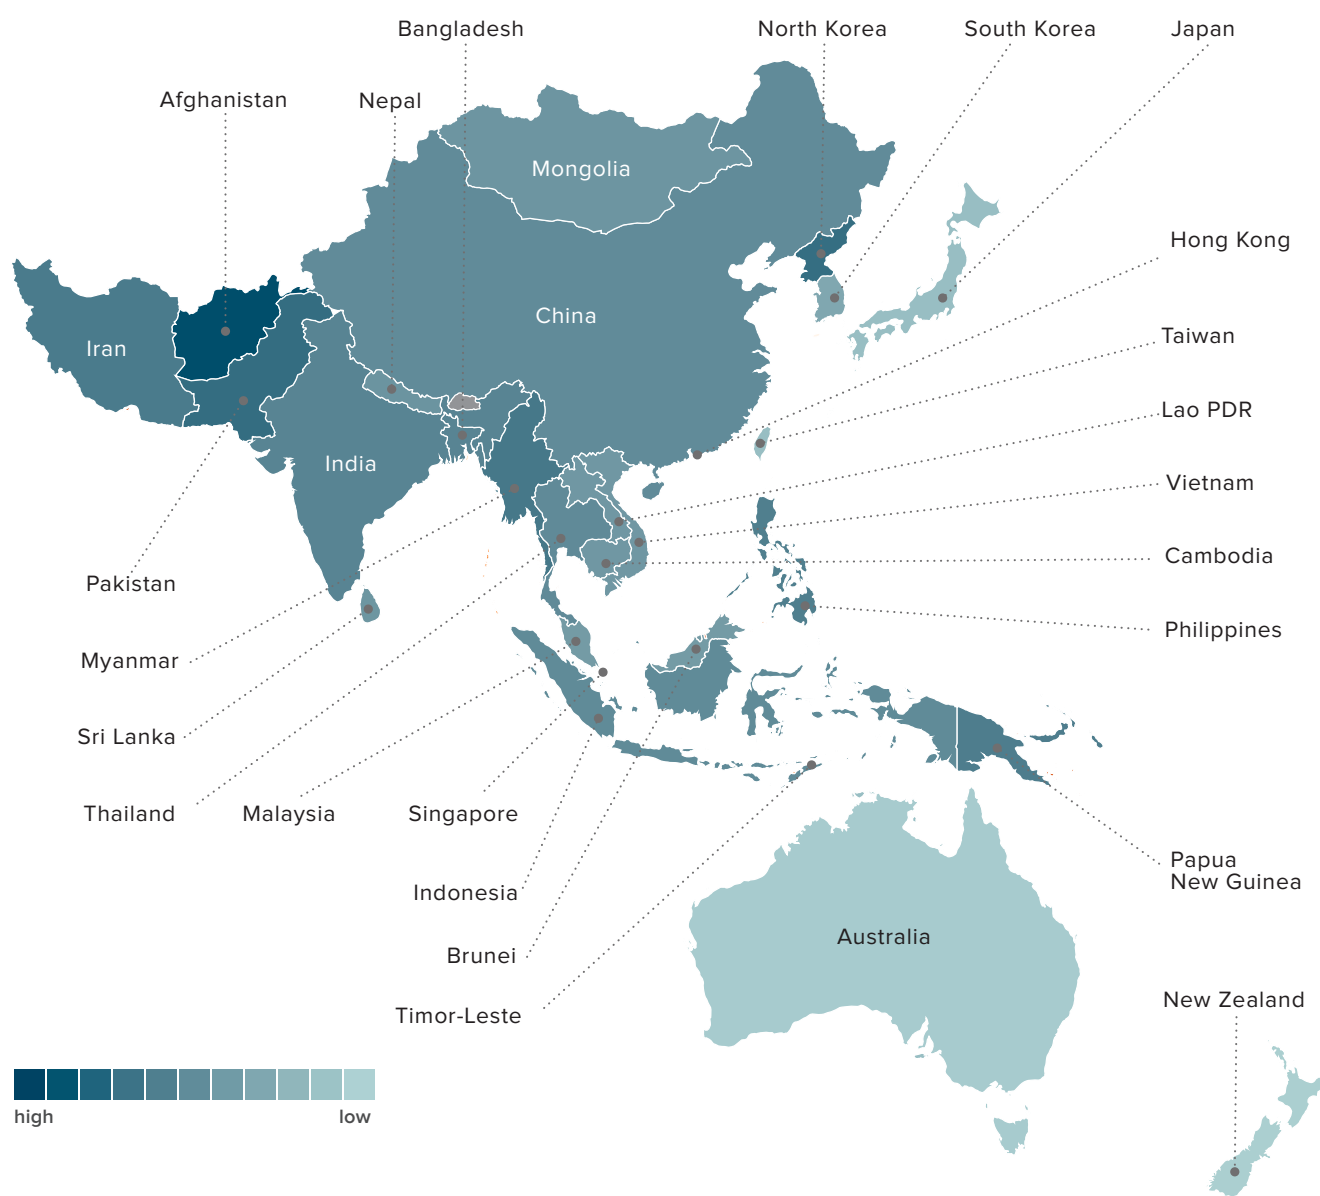 Bangladesh
North Korea
South Korea
Japan
Afghanistan
Nepal
Mongolia
Hong Kong
China
Taiwan
Iran
Lao PDR
India
Vietnam
Cambodia
Pakistan
Philippines
Myanmar
Sri Lanka
Thailand
Malaysia
Singapore
Papua
New Guinea
Indonesia
Australia
Brunei
New Zealand
Timor-Leste
high
low